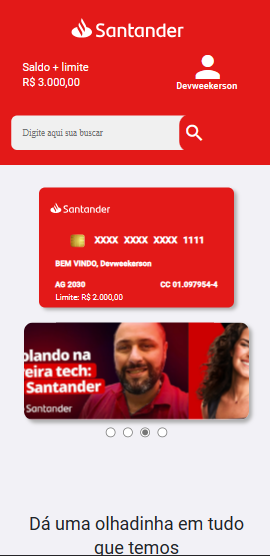 Santander
Saldo + limite
R$ 3.000,00
Devweekerson
Digite aqui sua buscar
Santander
XXXX XXXX XXXX 1111
BEM VINDO, Devweekerson
AG 2030 CC 01.097954-4
Limite: R$ 2.000,00
olando na
reira tech:
Santander
Santander
Dá uma olhadinha em tudo
que temos